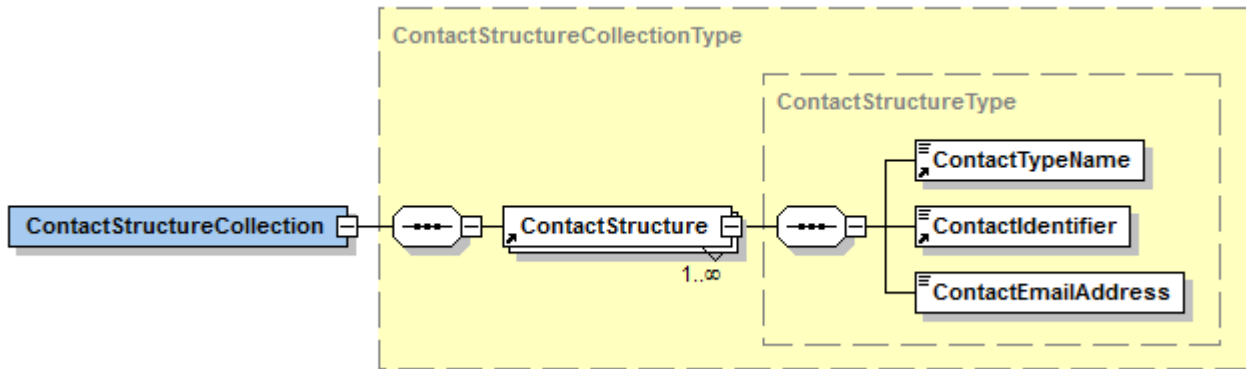 ContactStructureCollectionType
ContactStructureType
ContactTypeName
ContactStructureCollection
ContactStructure
ContactIdentifier
1..∞
ContactEmailAddress